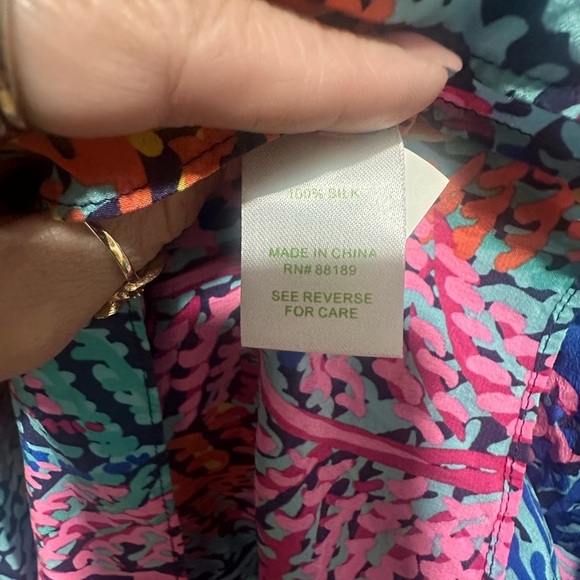 100% SILK
MADE IN CHINA
RN# 88189
SEE REVERSE
FOR CARE